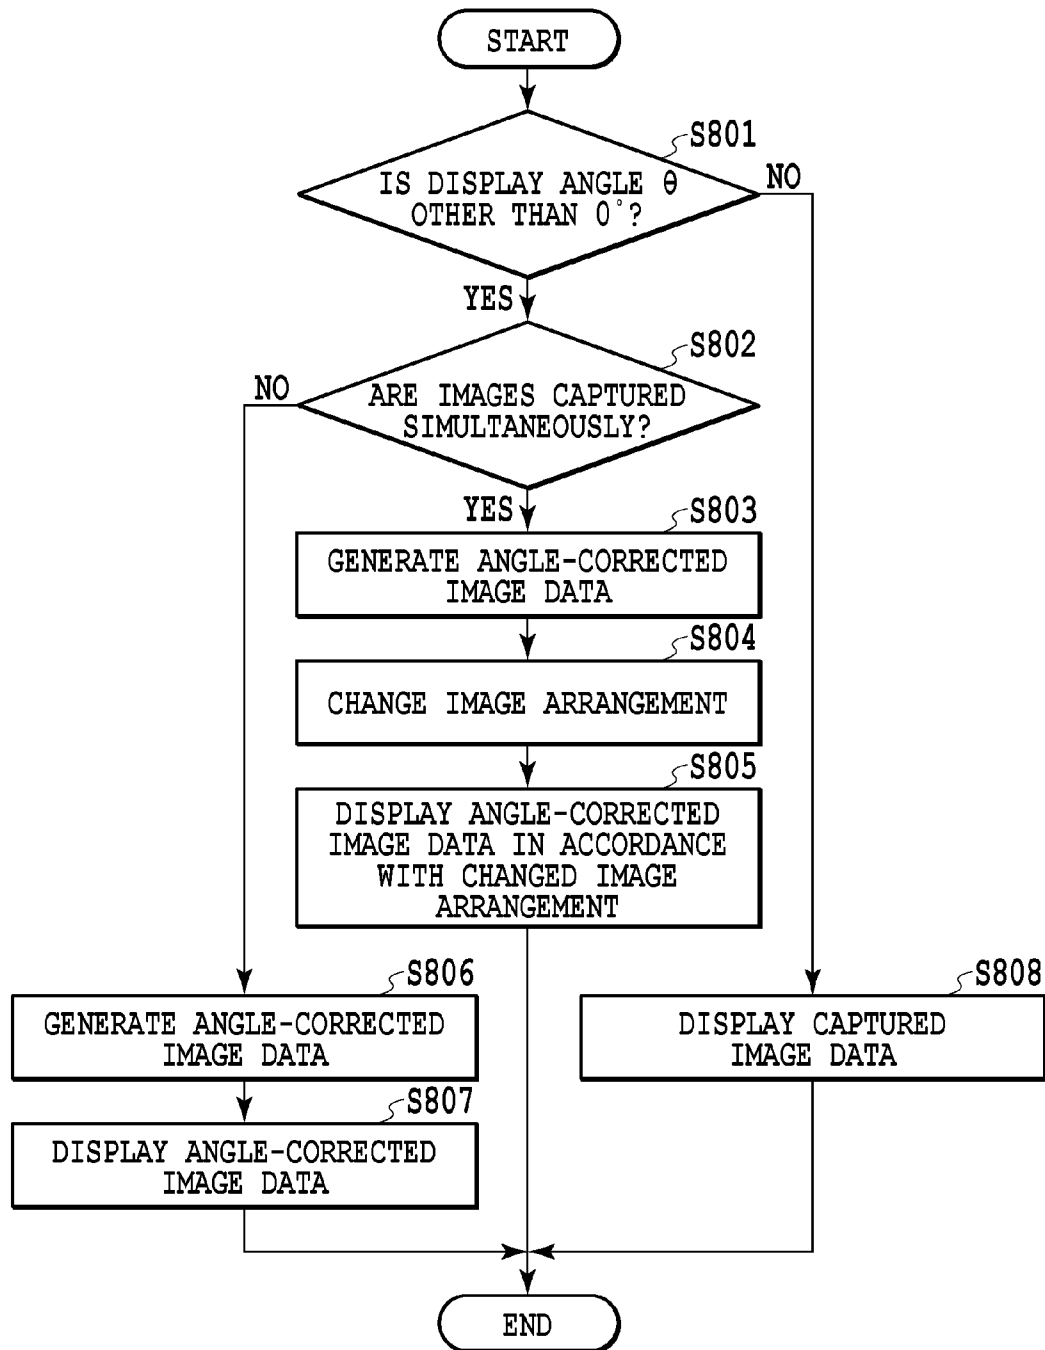 START
S801
IS DISPLAY ANGLE θ
OTHER THAN 0°?
NO
YES
S802
NO
ARE IMAGES CAPTURED
SIMULTANEOUSLY?
YES
S803
GENERATE ANGLE-CORRECTED
IMAGE DATA
S804
CHANGE IMAGE ARRANGEMENT
S805
DISPLAY ANGLE-CORRECTED
IMAGE DATA IN ACCORDANCE
WITH CHANGED IMAGE
ARRANGEMENT
S806
GENERATE ANGLE-CORRECTED
IMAGE DATA
S808
DISPLAY CAPTURED
IMAGE DATA
S807
DISPLAY ANGLE-CORRECTED
IMAGE DATA
END